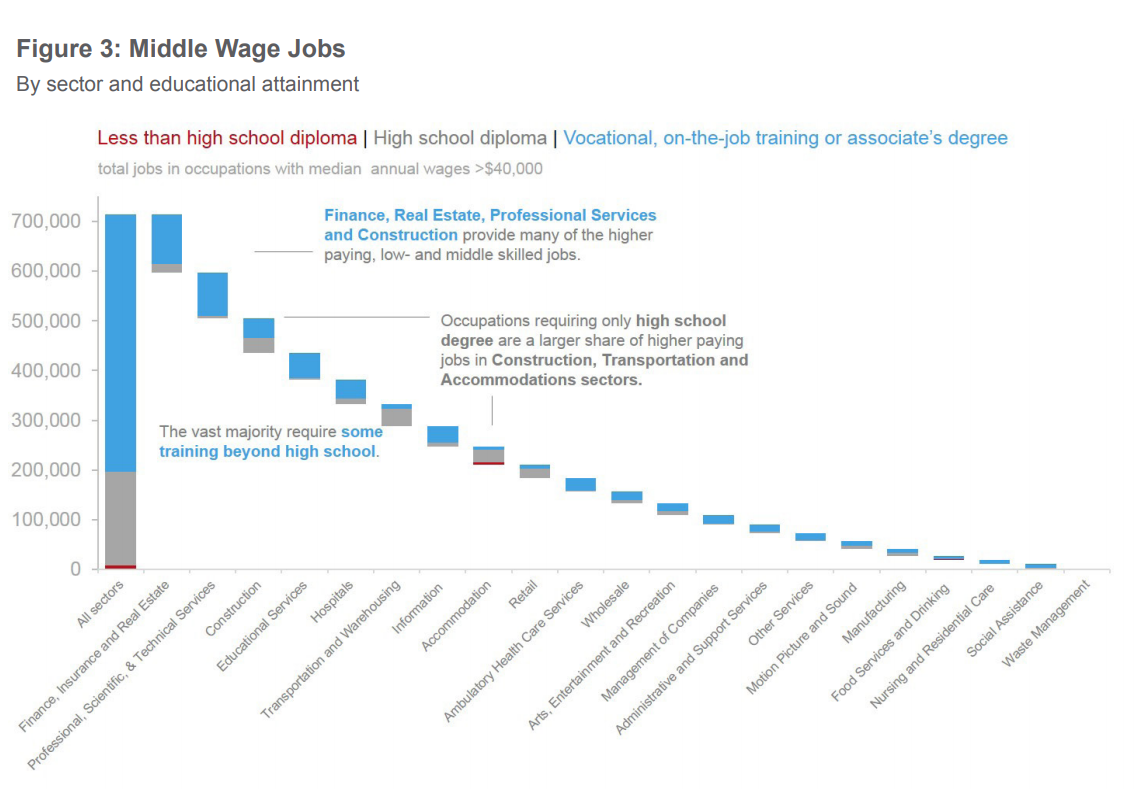 Figure 3: Middle Wage Jobs
By sector and educational attainment
Less than high school diploma | High school diploma | Vocational, on-the-job training or associate's degree
total jobs in occupations with median annual wages >$40,000
700,000
600,000
500,000
400,000
300,000
200,000
100,000
0
Finance, Real Estate, Professional Services
and Construction provide many of the higher
paying, low- and middle skilled jobs.
Occupations requiring only high school
degree are a larger share of higher paying
jobs in Construction, Transportation and
Accommodations sectors.
The vast majority require some
training beyond high school.
All sectors
Finance, Insurance and Real Estate
Professional, Scientific, & Technical Services
Construction
Educational Services
Hospitals
Transportation and Warehousing
Information
Accommodation
Retail
Ambulatory Health Care Services
Wholesale
Arts, Entertainment and Recreation
Management of Companies
Administrative and Support Services
Other Services
Motion Picture and Sound
Manufacturing
Food Services and Drinking
Nursing and Residential Care
Social Assistance
Waste Management